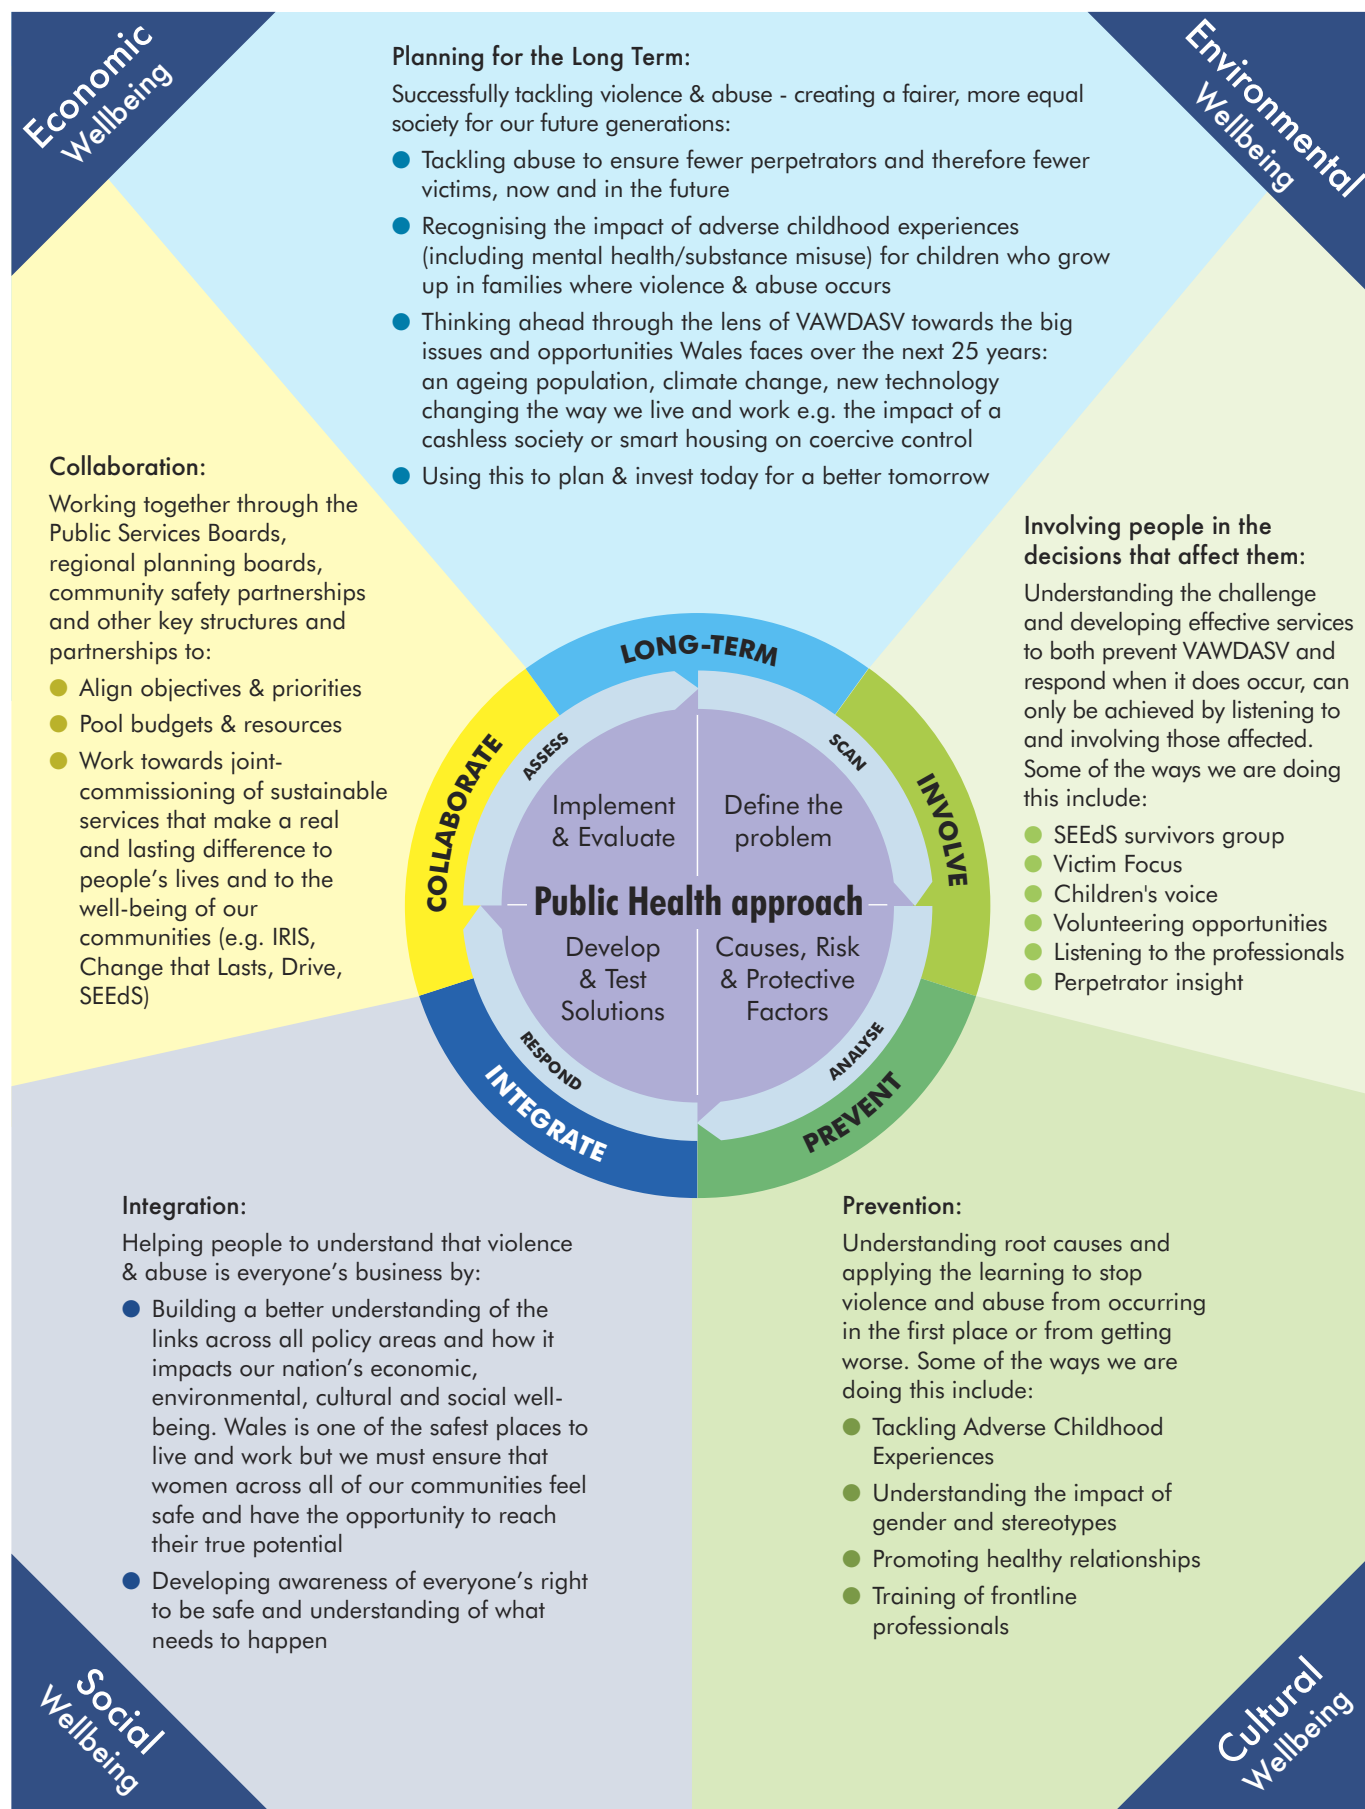 Economic
Wellbeing
Environmental
Wellbeing
Planning for the Long Term:
Successfully tackling violence & abuse - creating a fairer, more equal
society for our future generations:
● Tackling abuse to ensure fewer perpetrators and therefore fewer
victims, now and in the future
● Recognising the impact of adverse childhood experiences
(including mental health/substance misuse) for children who grow
up in families where violence & abuse occurs
● Thinking ahead through the lens of VAWDASV towards the big
issues and opportunities Wales faces over the next 25 years:
an ageing population, climate change, new technology
changing the way we live and work e.g. the impact of a
cashless society or smart housing on coercive control
● Using this to plan & invest today for a better tomorrow
Collaboration:
Working together through the
Public Services Boards,
regional planning boards,
community safety partnerships
and other key structures and
partnerships to:
● Align objectives & priorities
● Pool budgets & resources
● Work towards joint-
commissioning of sustainable
services that make a real
and lasting difference to
people's lives and to the
well-being of our
communities (e.g. IRIS,
Change that Lasts, Drive,
SEEdS)
Involving people in the
decisions that affect them:
Understanding the challenge
and developing effective services
to both prevent VAWDASV and
respond when it does occur, can
only be achieved by listening to
and involving those affected.
Some of the ways we are doing
this include:
● SEEdS survivors group
● Victim Focus
● Children's voice
● Volunteering opportunities
● Listening to the professionals
● Perpetrator insight
LONG-TERM
INVOLVE
PREVENT
INTEGRATE
COLLABORATE
ASSESS
SCAN
ANALYSE
RESPOND
Implement
& Evaluate
Define the
problem
Public Health approach
Develop
& Test
Solutions
Causes, Risk
& Protective
Factors
Integration:
Helping people to understand that violence
& abuse is everyone's business by:
● Building a better understanding of the
links across all policy areas and how it
impacts our nation's economic,
environmental, cultural and social well-
being. Wales is one of the safest places to
live and work but we must ensure that
women across all of our communities feel
safe and have the opportunity to reach
their true potential
● Developing awareness of everyone's right
to be safe and understanding of what
needs to happen
Prevention:
Understanding root causes and
applying the learning to stop
violence and abuse from occurring
in the first place or from getting
worse. Some of the ways we are
doing this include:
● Tackling Adverse Childhood
Experiences
● Understanding the impact of
gender and stereotypes
● Promoting healthy relationships
● Training of frontline
professionals
Social
Wellbeing
Cultural
Wellbeing